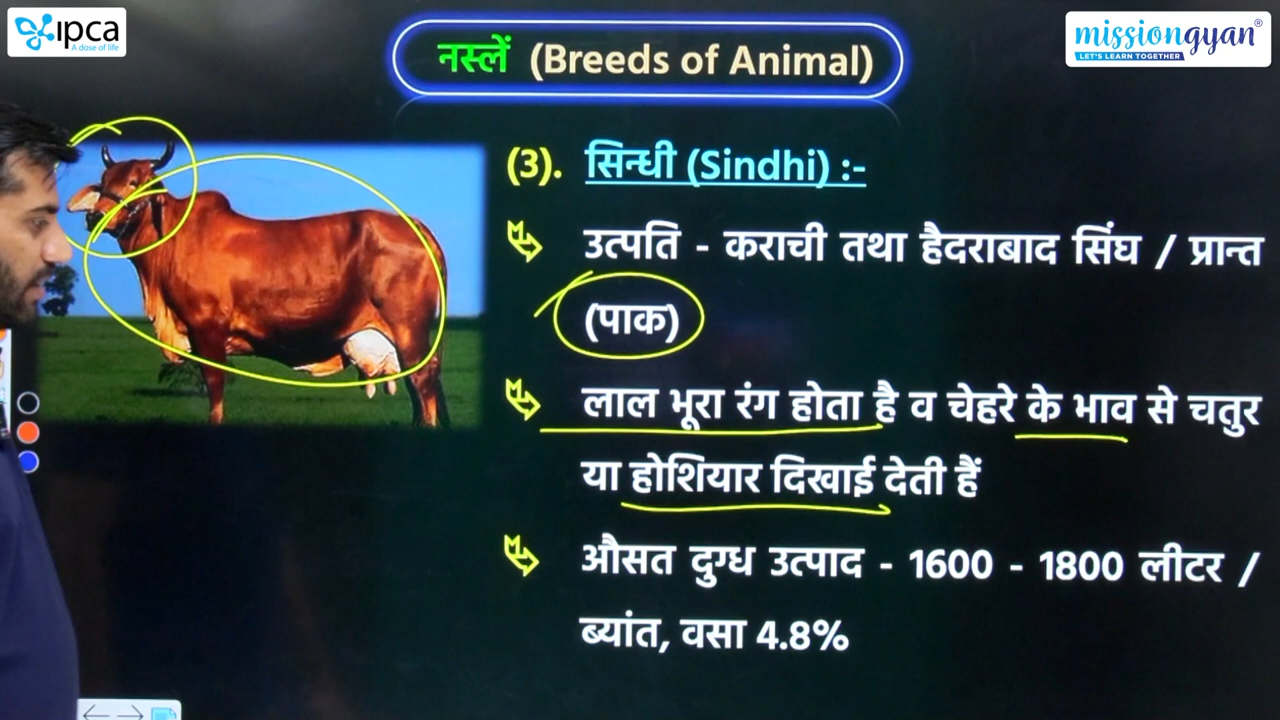 ipca
A dose of life
नस्लें (Breeds of Animal)
missiongyan®
LET'S LEARN TOGETHER
(3). सिन्धी (Sindhi) :-
उत्पति - कराची तथा हैदराबाद सिंघ / प्रान्त
(पाक)
लाल भूरा रंग होता है व चेहरे के भाव से चतुर
या होशियार दिखाई देती हैं
औसत दुग्ध उत्पाद - 1600 - 1800 लीटर /
ब्यांत, वसा 4.8%